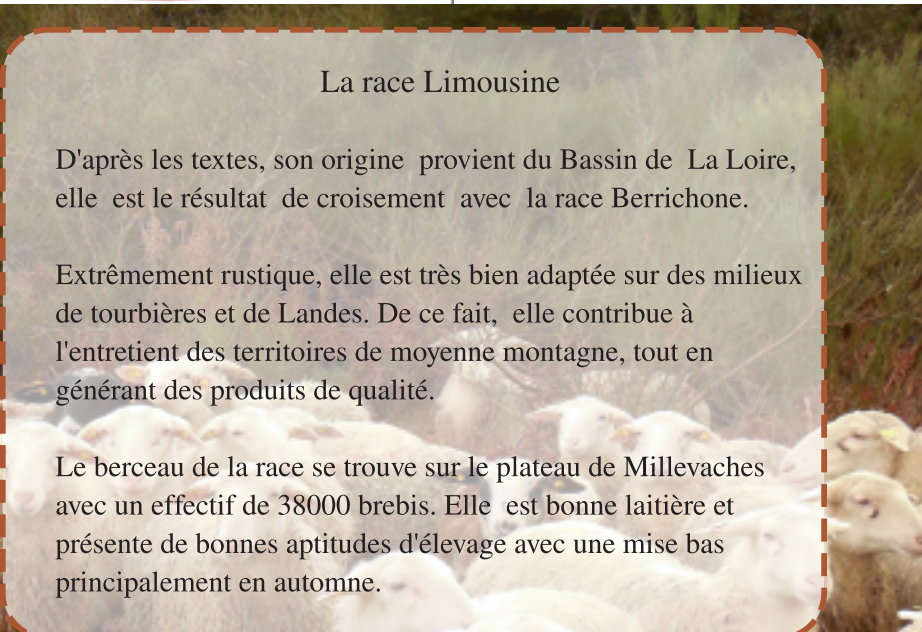 La race Limousine
D'après les textes, son origine  provient du Bassin de  La Loire,
elle  est le résultat  de croisement  avec  la race Berrichone.
Extrêmement rustique, elle est très bien adaptée sur des milieux
de tourbières et de Landes. De ce fait,  elle contribue à
l'entretient des territoires de moyenne montagne, tout en
générant des produits de qualité.
Le berceau de la race se trouve sur le plateau de Millevaches
avec un effectif de 38000 brebis. Elle  est bonne laitière et
présente de bonnes aptitudes d'élevage avec une mise bas
principalement en automne.